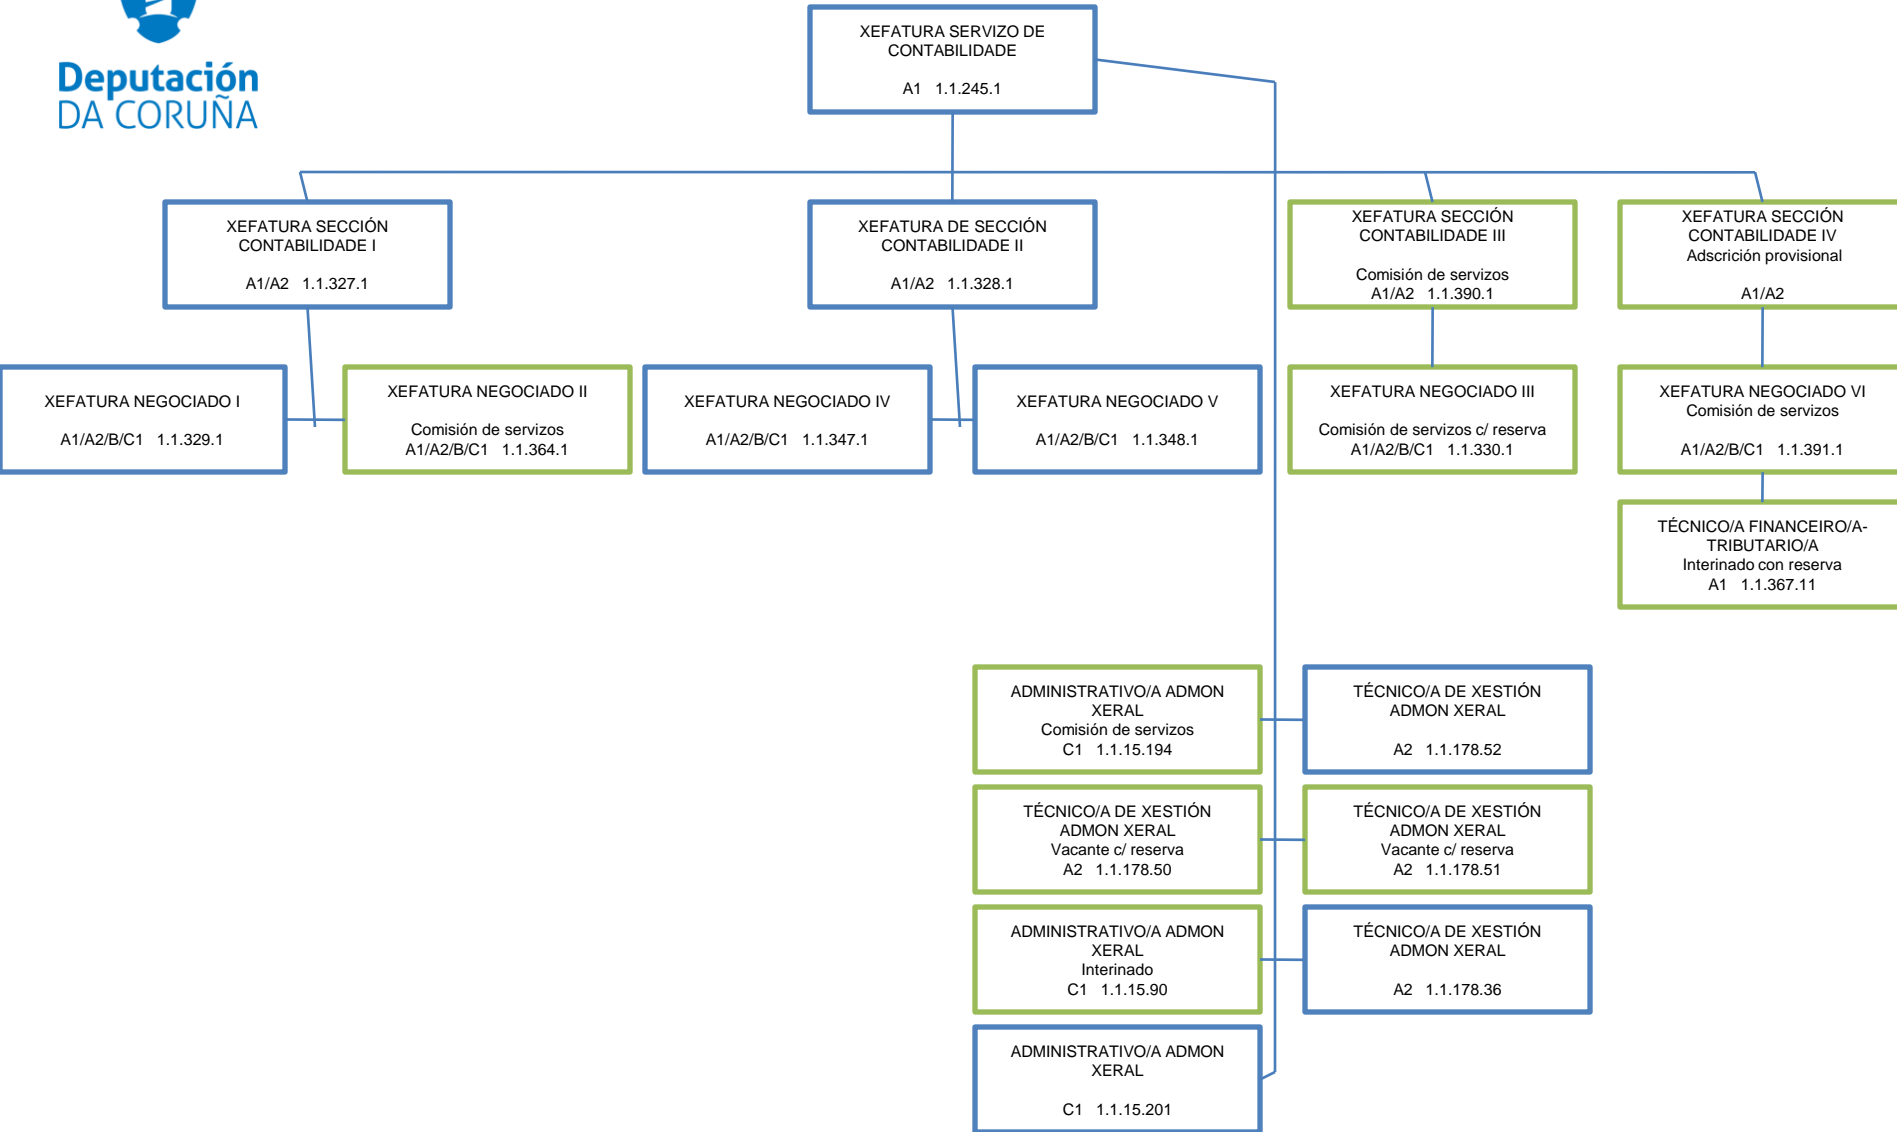 Deputación
DA CORUÑA
XEFATURA SERVIZO DE
CONTABILIDADE
A1 1.1.245.1
XEFATURA SECCIÓN
CONTABILIDADE I
A1/A2 1.1.327.1
XEFATURA DE SECCIÓN
CONTABILIDADE II
A1/A2 1.1.328.1
XEFATURA SECCIÓN
CONTABILIDADE III
Comisión de servizos
A1/A2 1.1.390.1
XEFATURA SECCIÓN
CONTABILIDADE IV
Adscrición provisional
A1/A2
XEFATURA NEGOCIADO I
A1/A2/B/C1 1.1.329.1
XEFATURA NEGOCIADO II
Comisión de servizos
A1/A2/B/C1 1.1.364.1
XEFATURA NEGOCIADO IV
A1/A2/B/C1 1.1.347.1
XEFATURA NEGOCIADO V
A1/A2/B/C1 1.1.348.1
XEFATURA NEGOCIADO III
Comisión de servizos c/ reserva
A1/A2/B/C1 1.1.330.1
XEFATURA NEGOCIADO VI
Comisión de servizos
A1/A2/B/C1 1.1.391.1
TÉCNICO/A FINANCEIRO/A-
TRIBUTARIO/A
Interinado con reserva
A1 1.1.367.11
ADMINISTRATIVO/A ADMON
XERAL
Comisión de servizos
C1 1.1.15.194
TÉCNICO/A DE XESTIÓN
ADMON XERAL
A2 1.1.178.52
TÉCNICO/A DE XESTIÓN
ADMON XERAL
Vacante c/ reserva
A2 1.1.178.50
TÉCNICO/A DE XESTIÓN
ADMON XERAL
Vacante c/ reserva
A2 1.1.178.51
ADMINISTRATIVO/A ADMON
XERAL
Interinado
C1 1.1.15.90
TÉCNICO/A DE XESTIÓN
ADMON XERAL
A2 1.1.178.36
ADMINISTRATIVO/A ADMON
XERAL
C1 1.1.15.201